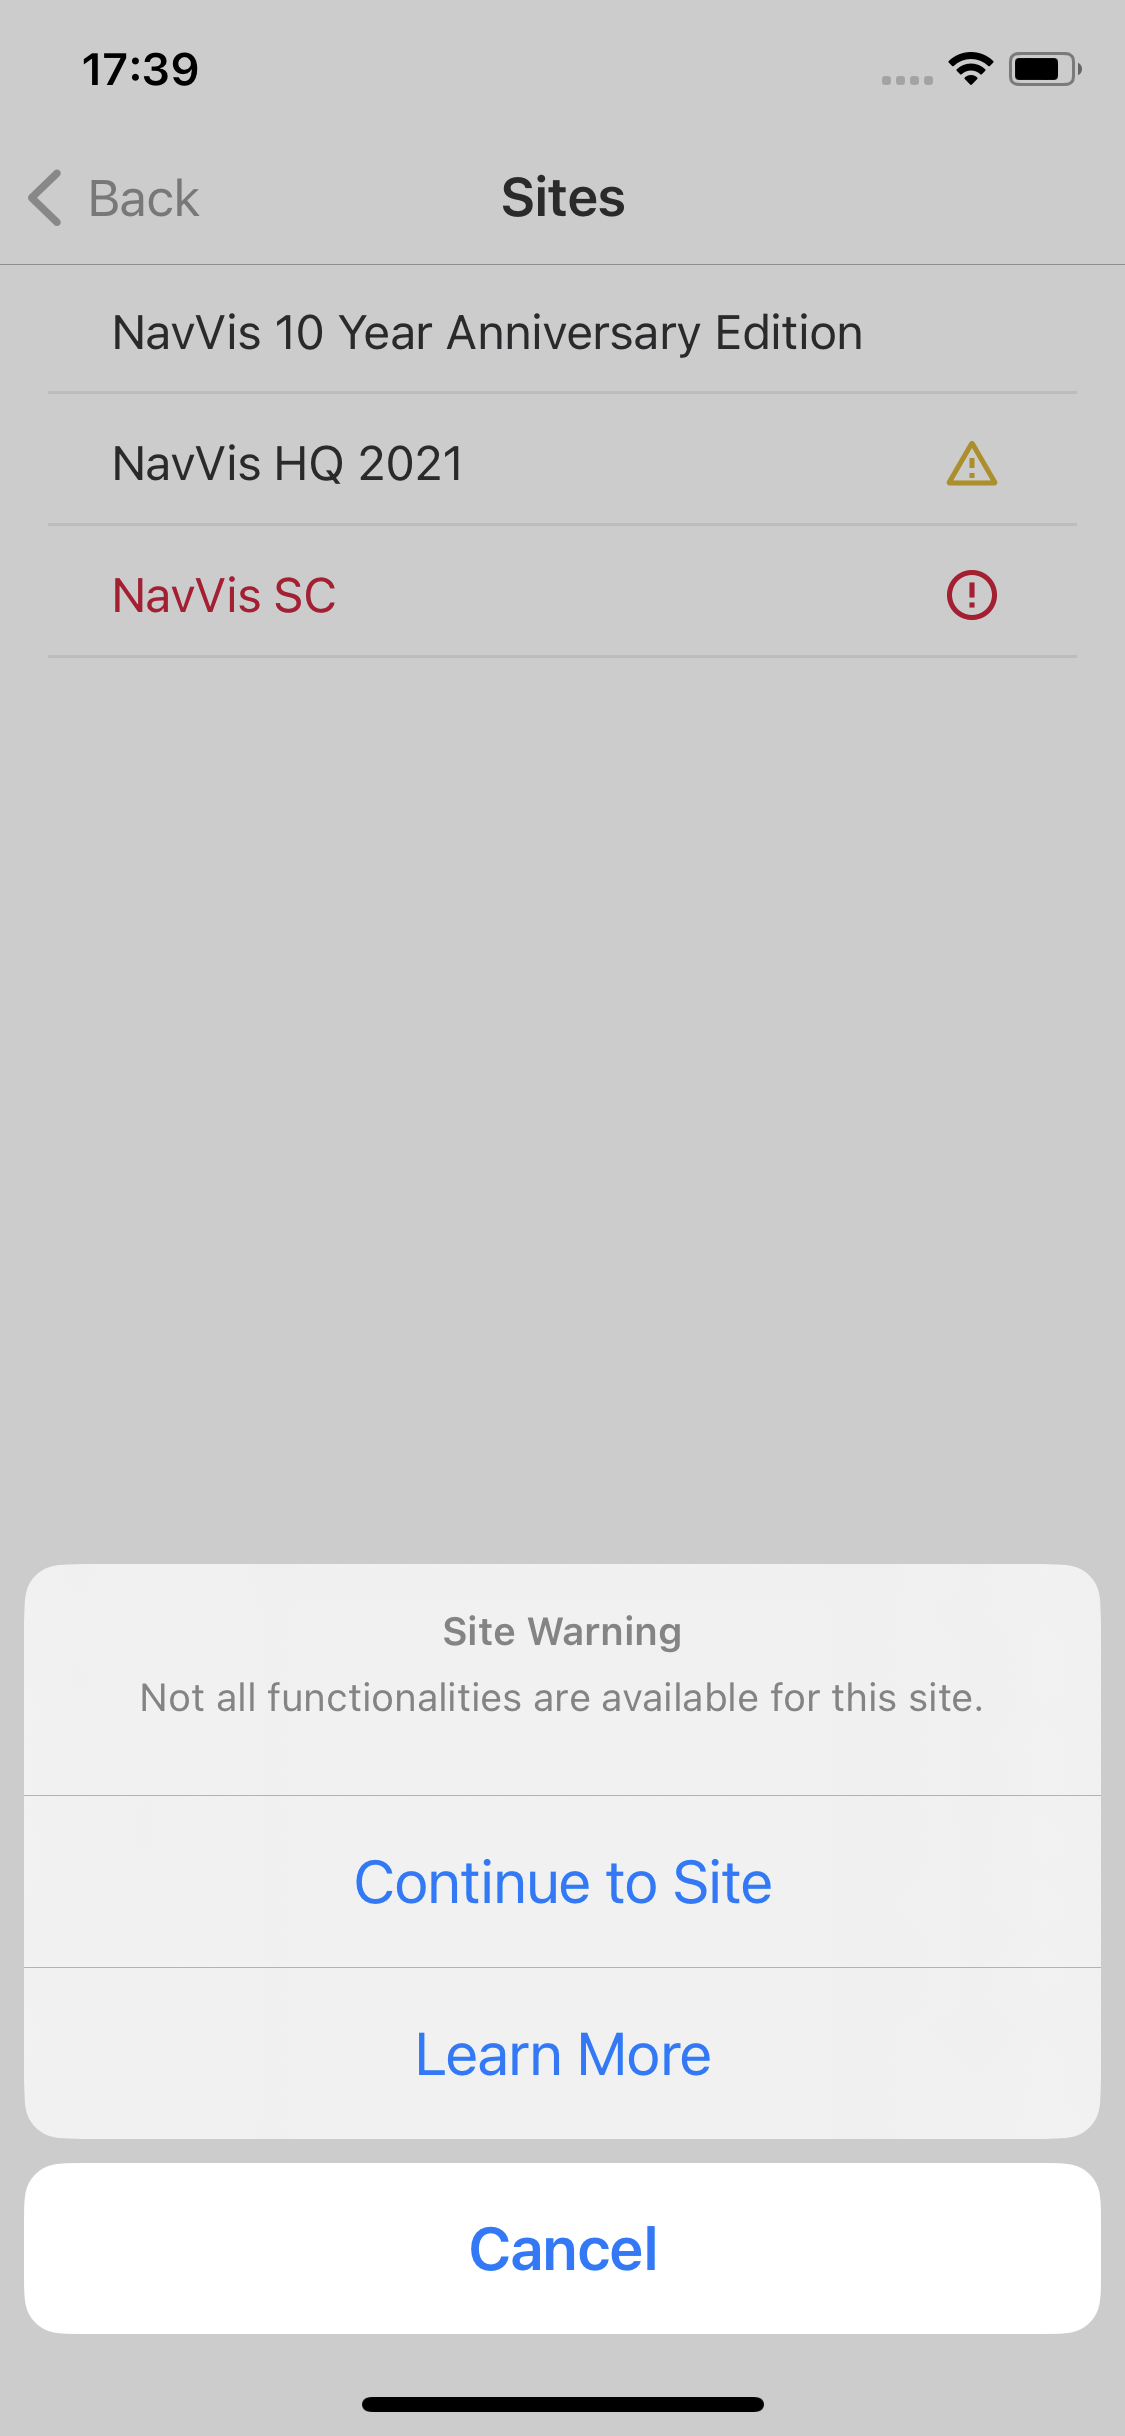 17:39
Back
Sites
NavVis 10 Year Anniversary Edition
NavVis HQ 2021
NavVis SC
Site Warning
Not all functionalities are available for this site.
Continue to Site
Learn More
Cancel